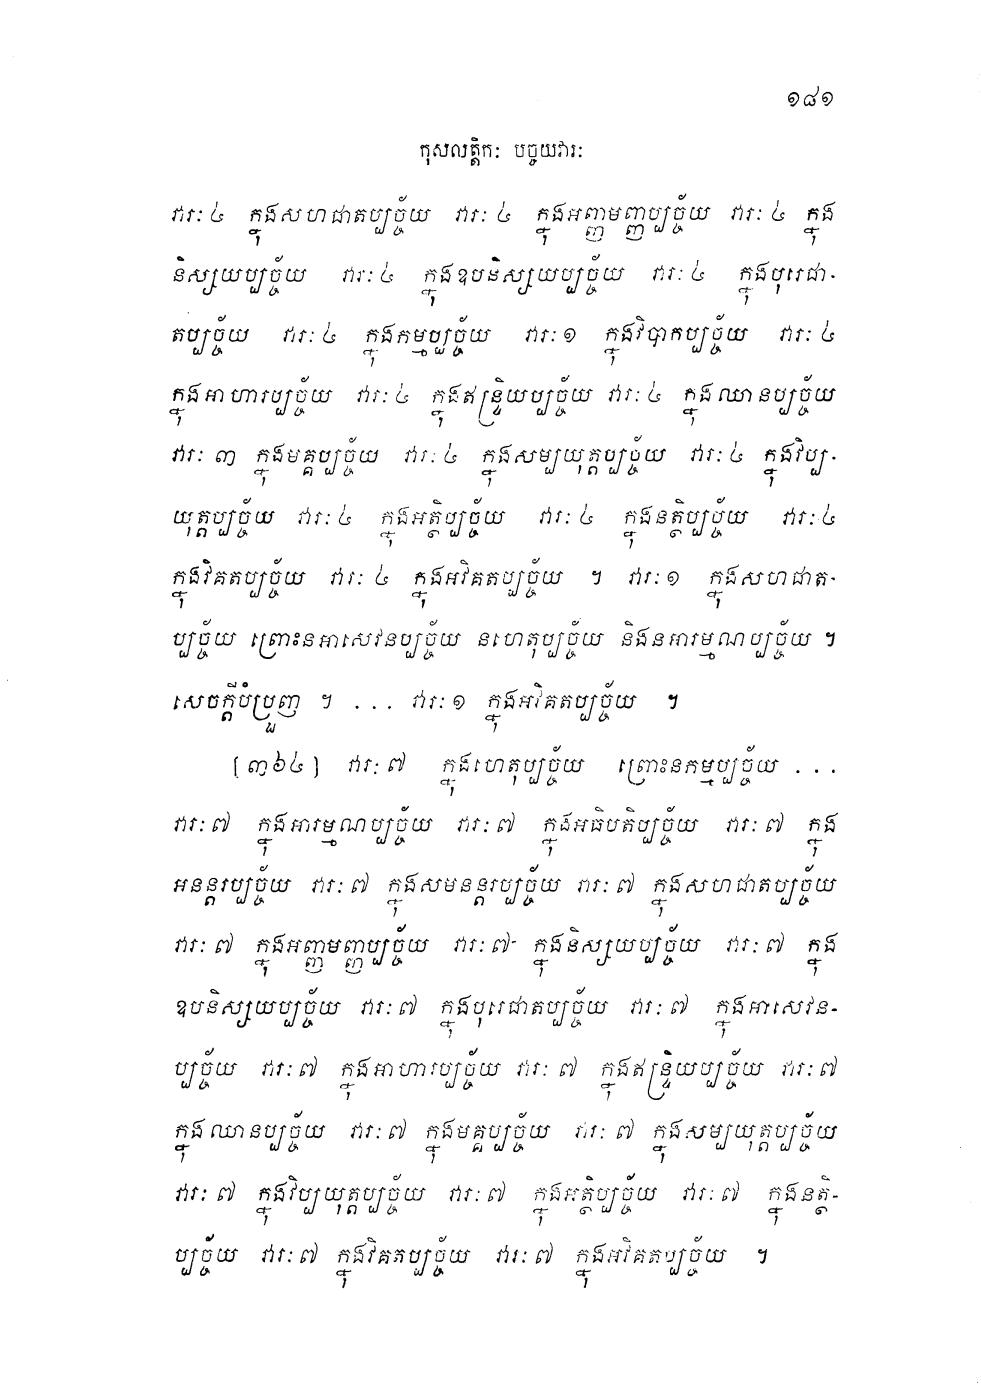 ១៨១
កុសលត្តិកៈ បច្ចយវារៈ
វារៈ ៤ ក្នុងសហជាតប្បច្ច័យ វារៈ ៤ ក្នុងអញ្ញមញ្ញប្បច្ច័យ វារៈ ៤ ក្នុង
និស្សយប្បច្ច័យ វារៈ ៤ ក្នុងឧបនិស្សយប្បច្ច័យ វារៈ ៤ ក្នុងបុរេជា-
តប្បច្ច័យ វារៈ ៤ ក្នុងកម្មប្បច្ច័យ វារៈ ១ ក្នុងវិបាកប្បច្ច័យ វារៈ ៤
ក្នុងអាហារប្បច្ច័យ វារៈ ៤ ក្នុងឥន្ទ្រិយប្បច្ច័យ វារៈ ៤ ក្នុងឈានប្បច្ច័យ
វារៈ ៣ ក្នុងមគ្គប្បច្ច័យ វារៈ ៤ ក្នុងសម្បយុត្តប្បច្ច័យ វារៈ ៤ ក្នុងវិប្ប-
យុត្តប្បច្ច័យ វារៈ ៤ ក្នុងអត្ថិប្បច្ច័យ វារៈ ៤ ក្នុងនត្ថិប្បច្ច័យ វារៈ ៤
ក្នុងវិគតប្បច្ច័យ វារៈ ៤ ក្នុងអវិគតប្បច្ច័យ ។ វារៈ ១ ក្នុងសហជាត-
ប្បច្ច័យ ព្រោះនអាសេវនប្បច្ច័យ នហេតុប្បច្ច័យ និងនអារម្មណប្បច្ច័យ ។
សេចក្តីបំប្រួញ ។ ... វារៈ ១ ក្នុងអវិគតប្បច្ច័យ ។
[៣៦៤] វារៈ ៧ ក្នុងហេតុប្បច្ច័យ ព្រោះនកម្មប្បច្ច័យ ...
វារៈ ៧ ក្នុងអារម្មណប្បច្ច័យ វារៈ ៧ ក្នុងអធិបតិប្បច្ច័យ វារៈ ៧ ក្នុង
អនន្តរប្បច្ច័យ វារៈ ៧ ក្នុងសមនន្តរប្បច្ច័យ វារៈ ៧ ក្នុងសហជាតប្បច្ច័យ
វារៈ ៧ ក្នុងអញ្ញមញ្ញប្បច្ច័យ វារៈ ៧ ក្នុងនិស្សយប្បច្ច័យ វារៈ ៧ ក្នុង
ឧបនិស្សយប្បច្ច័យ វារៈ ៧ ក្នុងបុរេជាតប្បច្ច័យ វារៈ ៧ ក្នុងអាសេវន-
ប្បច្ច័យ វារៈ ៧ ក្នុងអាហារប្បច្ច័យ វារៈ ៧ ក្នុងឥន្ទ្រិយប្បច្ច័យ វារៈ ៧
ក្នុងឈានប្បច្ច័យ វារៈ ៧ ក្នុងមគ្គប្បច្ច័យ វារៈ ៧ ក្នុងសម្បយុត្តប្បច្ច័យ
វារៈ ៧ ក្នុងវិប្បយុត្តប្បច្ច័យ វារៈ ៧ ក្នុងអត្ថិប្បច្ច័យ វារៈ ៧ ក្នុងនត្ថិ-
ប្បច្ច័យ វារៈ ៧ ក្នុងវិគតប្បច្ច័យ វារៈ ៧ ក្នុងអវិគតប្បច្ច័យ ។